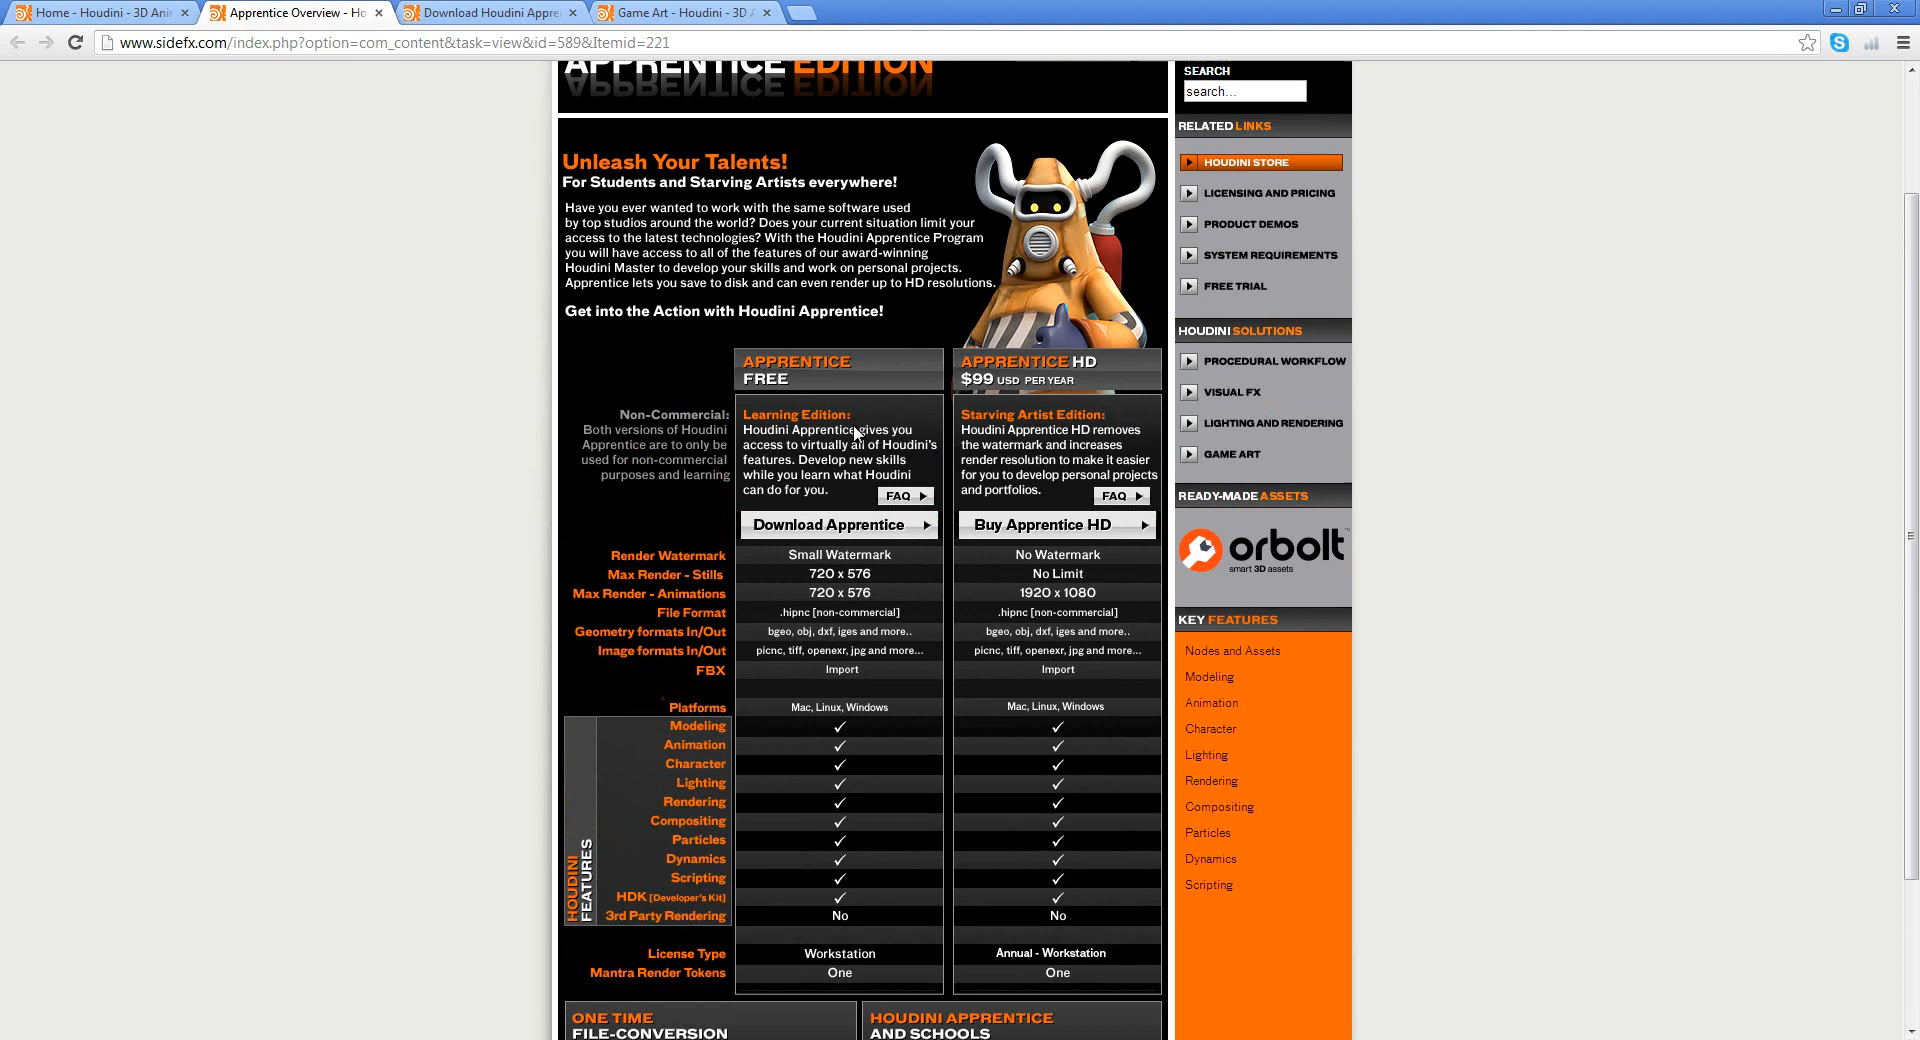 Home - Houdini - 3D Ani
Apprentice Overview - Ho
Download Houdini Appre
Game Art - Houdini - 3D A
www.sidefx.com/index.php?option=com_content&task=view&id=589&Itemid=221
APPRENTICE EDITION
Unleash Your Talents!
For Students and Starving Artists everywhere!
Have you ever wanted to work with the same software used
by top studios around the world? Does your current situation limit your
access to the latest technologies? With the Houdini Apprentice Program
you will have access to all of the features of our award-winning
Houdini Master to develop your skills and work on personal projects.
Apprentice lets you save to disk and can even render up to HD resolutions.
Get into the Action with Houdini Apprentice!
APPRENTICE
FREE
APPRENTICE HD
$99 USD PER YEAR
Non-Commercial:
Both versions of Houdini
Apprentice are to only be
used for non-commercial
purposes and learning
Learning Edition:
Houdini Apprentice gives you
access to virtually all of Houdini's
features. Develop new skills
while you learn what Houdini
can do for you.
FAQ
Download Apprentice
Starving Artist Edition:
Houdini Apprentice HD removes
the watermark and increases
render resolution to make it easier
for you to develop personal projects
and portfolios.
FAQ
Buy Apprentice HD
Render Watermark Small Watermark No Watermark
Max Render - Stills 720 x 576 No Limit
Max Render - Animations 720 x 576 1920 x 1080
File Format .hipnc [non-commercial] .hipnc [non-commercial]
Geometry formats In/Out bgeo, obj, dxf, iges and more.. bgeo, obj, dxf, iges and more..
Image formats In/Out picnc, tiff, openexr, jpg and more... picnc, tiff, openexr, jpg and more...
FBX Import Import
Platforms Mac, Linux, Windows Mac, Linux, Windows
HOUDINI
FEATURES
Modeling ✓ ✓
Animation ✓ ✓
Character ✓ ✓
Lighting ✓ ✓
Rendering ✓ ✓
Compositing ✓ ✓
Particles ✓ ✓
Dynamics ✓ ✓
Scripting ✓ ✓
HDK [Developer's Kit] ✓ ✓
3rd Party Rendering No No
License Type Workstation Annual - Workstation
Mantra Render Tokens One One
ONE TIME
FILE-CONVERSION
HOUDINI APPRENTICE
AND SCHOOLS
SEARCH
search...
RELATED LINKS
HOUDINI STORE
LICENSING AND PRICING
PRODUCT DEMOS
SYSTEM REQUIREMENTS
FREE TRIAL
HOUDINI SOLUTIONS
PROCEDURAL WORKFLOW
VISUAL FX
LIGHTING AND RENDERING
GAME ART
READY-MADE ASSETS
orbolt™
smart 3D assets
KEY FEATURES
Nodes and Assets
Modeling
Animation
Character
Lighting
Rendering
Compositing
Particles
Dynamics
Scripting